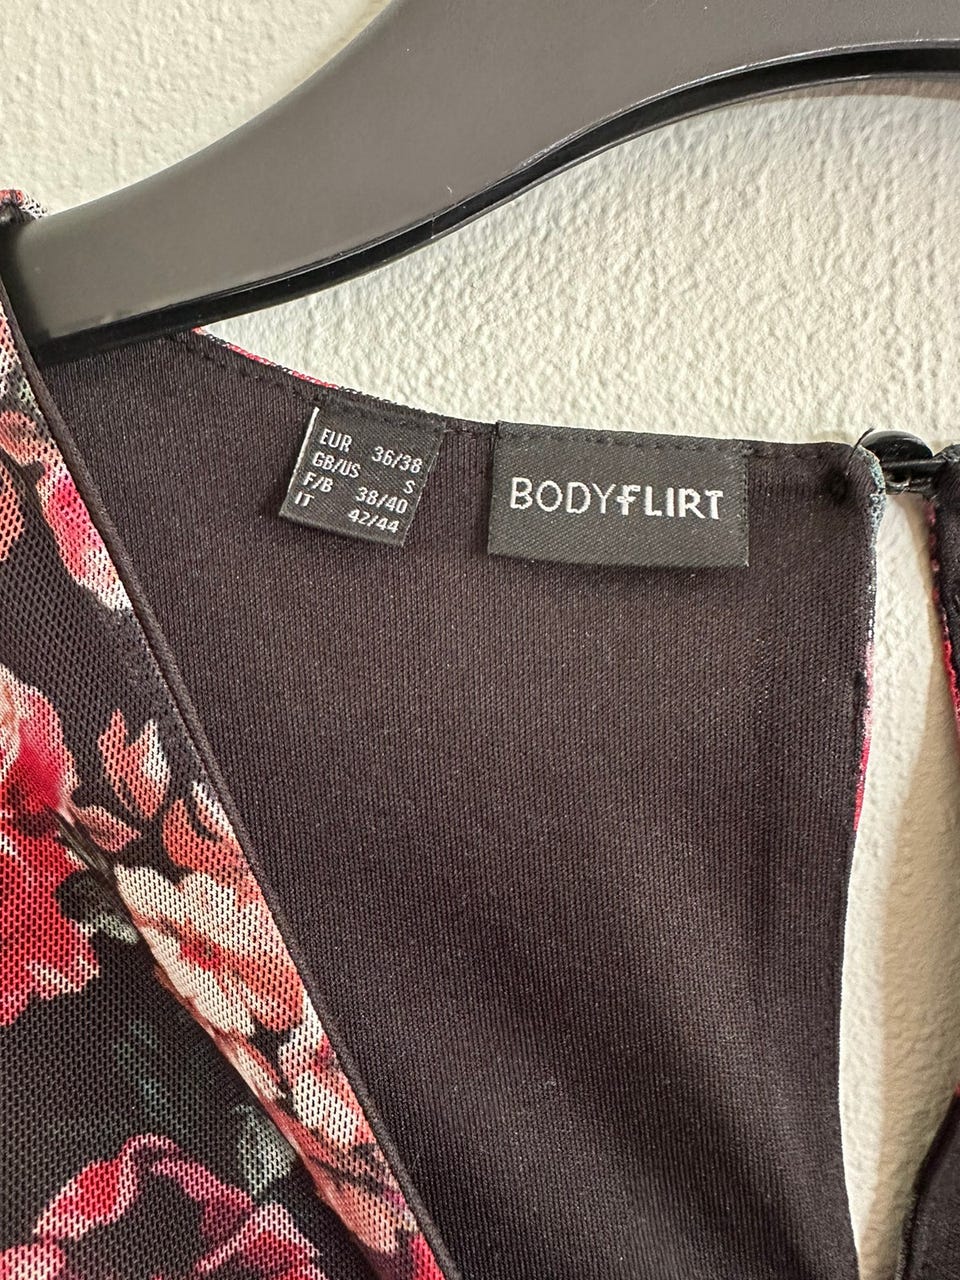 EUR 36/38
GB/US S
F/B 38/40
IT 42/44
BODYFLIRT